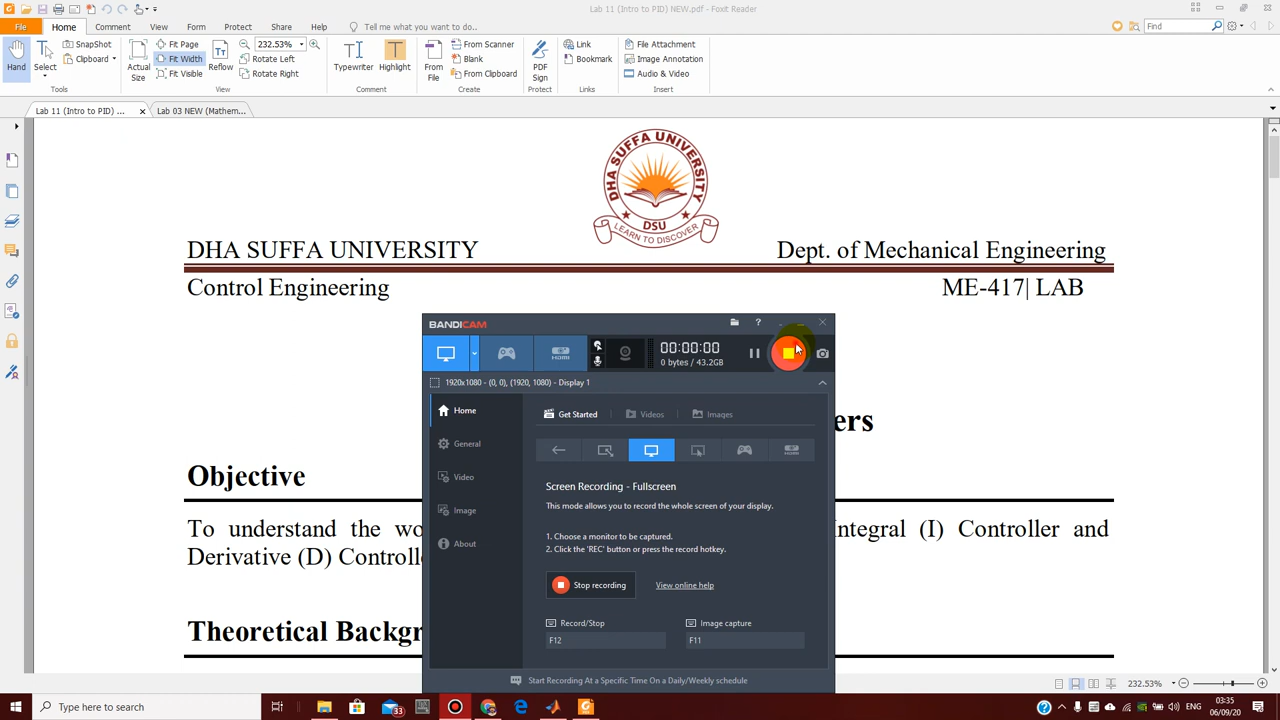 Lab 11 (Intro to PID) NEW.pdf - Foxit Reader
File
Home
Comment
View
Form
Protect
Share
Help
Tell me what you want to do..
Find
Hand
Select
SnapShot
Clipboard
Tools
Actual Size
Fit Page
Fit Width
Fit Visible
Reflow
232.53%
Rotate Left
Rotate Right
View
Typewriter
Highlight
Comment
From File
From Scanner
Blank
From Clipboard
Create
PDF Sign
Protect
Link
Bookmark
Links
File Attachment
Image Annotation
Audio & Video
Insert
Lab 11 (Intro to PID) ...
Lab 03 NEW (Mathem...
DHA SUFFA UNIVERSITY
DSU
LEARN TO DISCOVER
DHA SUFFA UNIVERSITY
Dept. of Mechanical Engineering
Control Engineering
ME-417| LAB
ers
Objective
To understand the wo
ntegral (I) Controller and
Derivative (D) Controll
Theoretical Backgr
BANDICAM
?
HDMI
00:00:00
0 bytes / 43.2GB
1920x1080 - (0, 0), (1920, 1080) - Display 1
Home
General
Video
Image
About
Get Started
Videos
Images
HDMI
Screen Recording - Fullscreen
This mode allows you to record the whole screen of your display.
1. Choose a monitor to be captured.
2. Click the 'REC' button or press the record hotkey.
Stop recording
View online help
Record/Stop
F12
Image capture
F11
Start Recording At a Specific Time On a Daily/Weekly schedule
232.53%
Type here to search
33
03:35
06/09/20